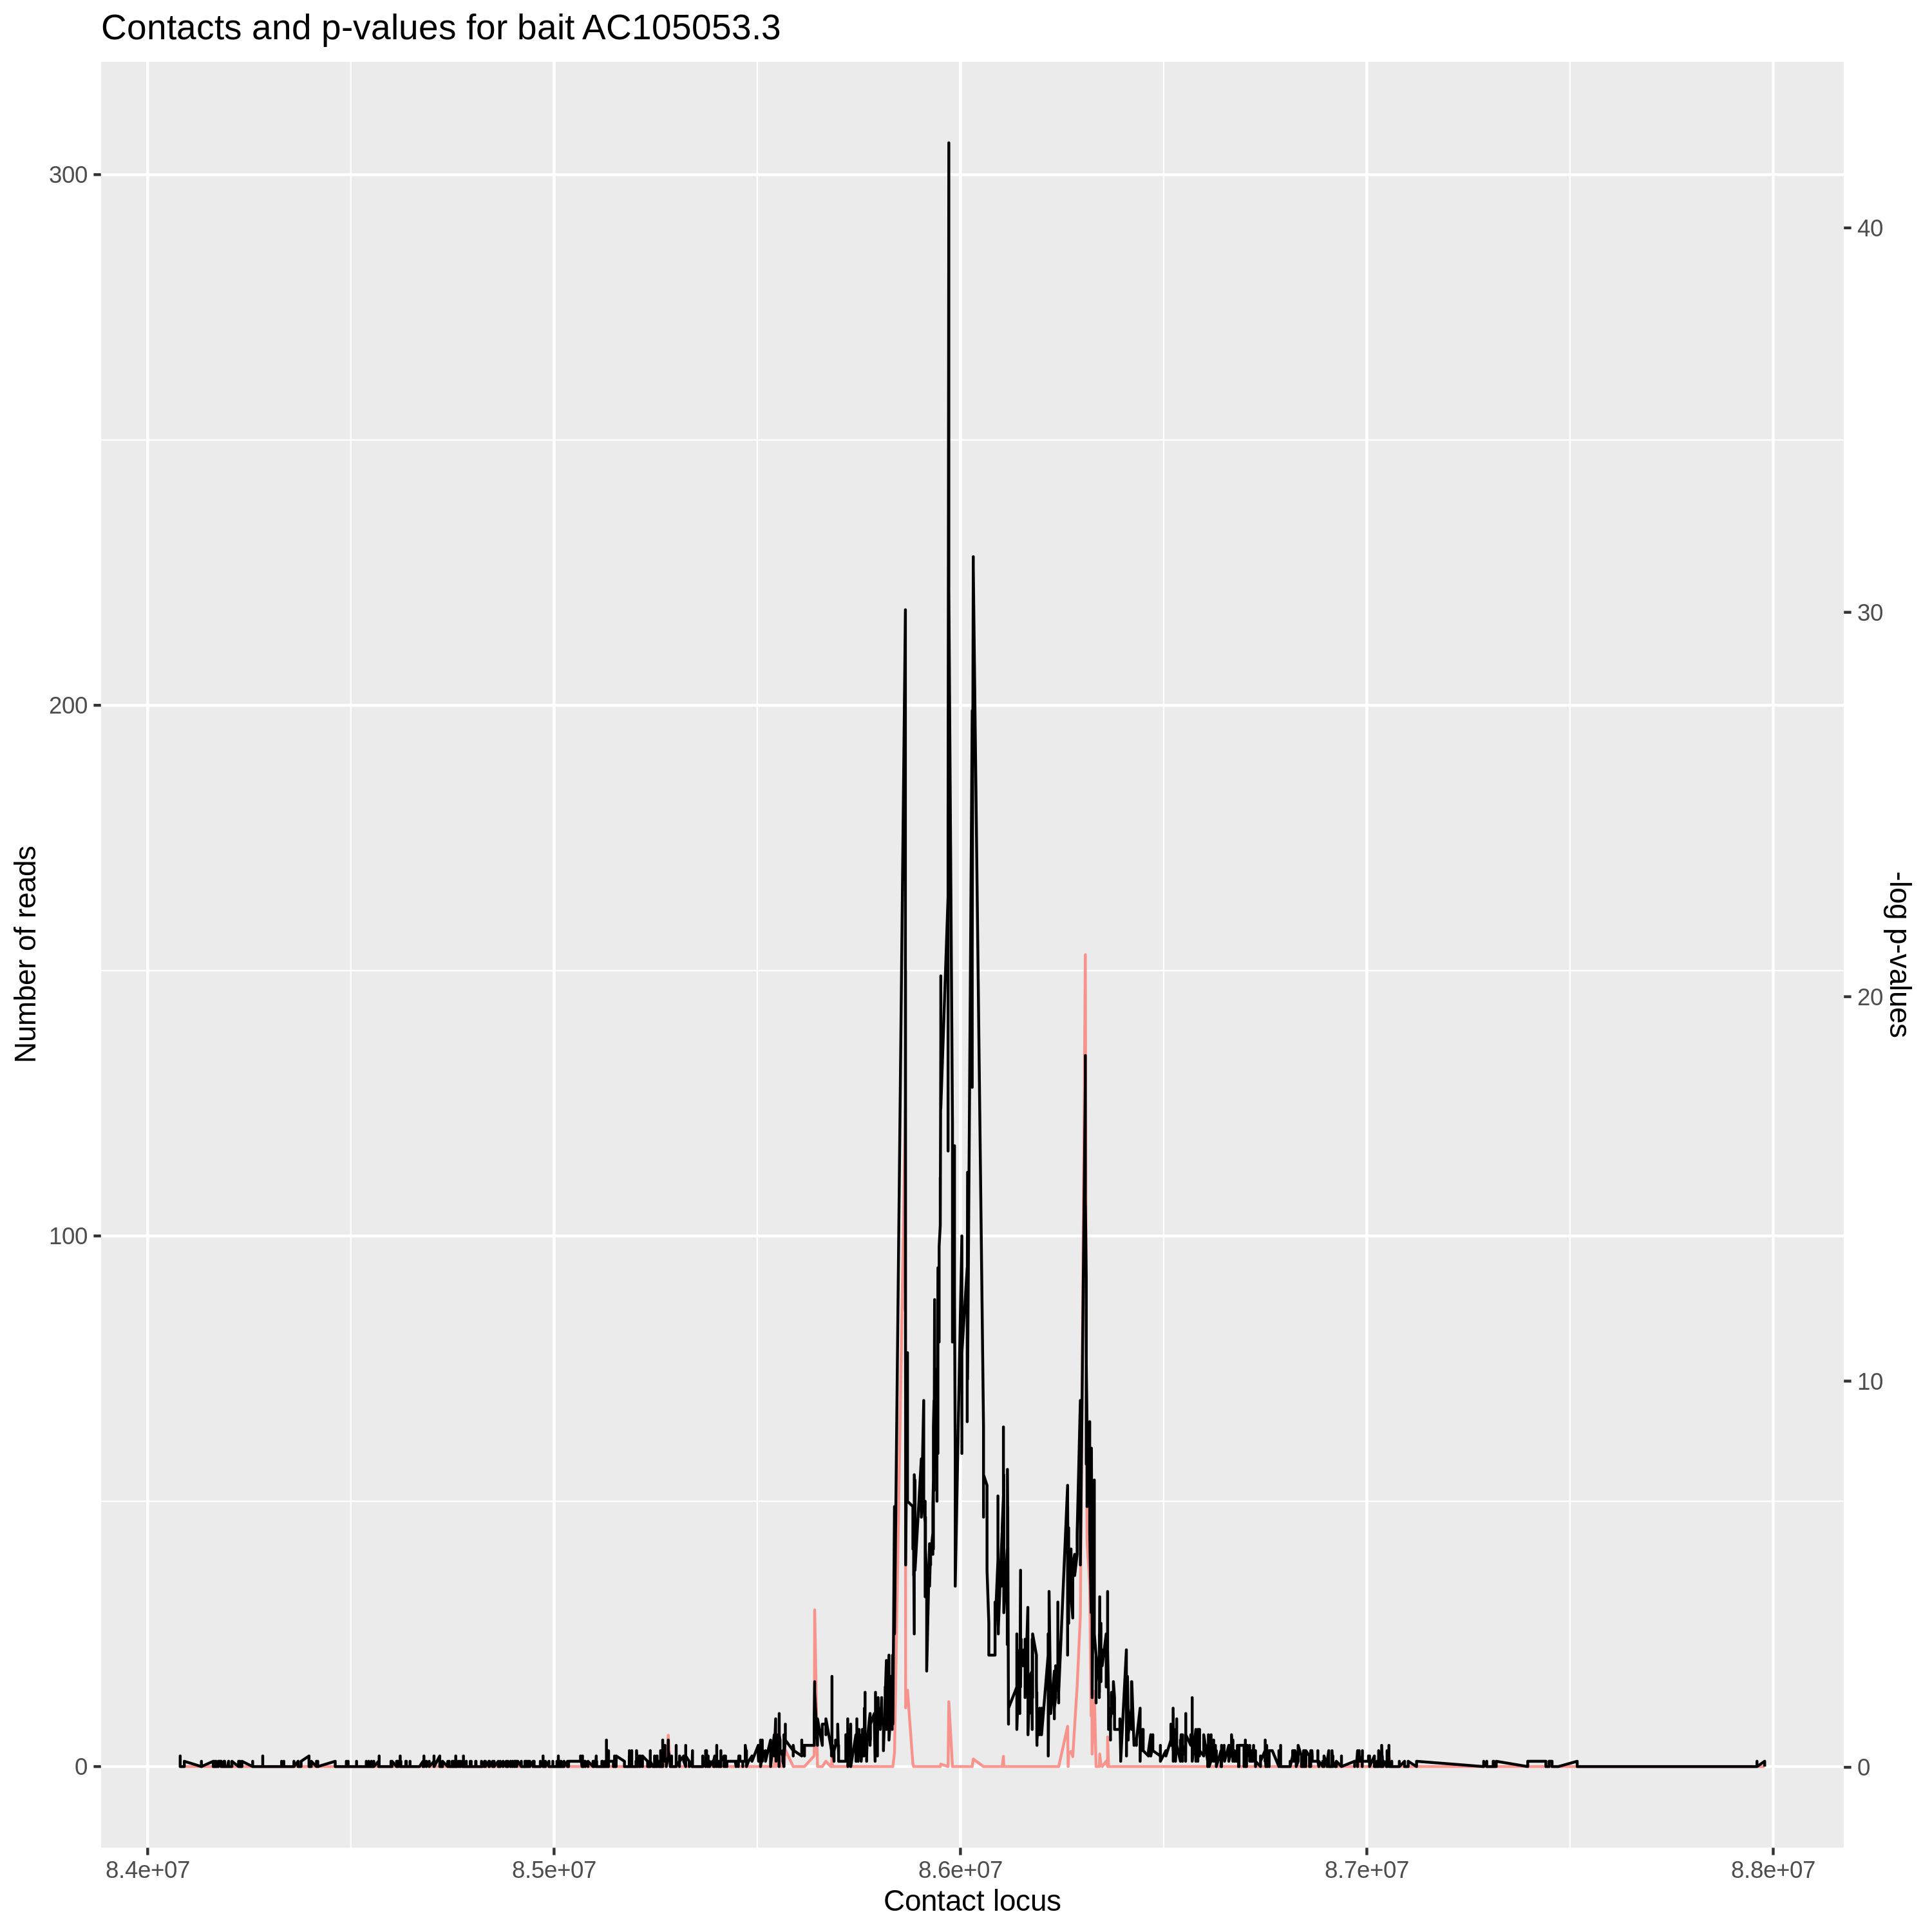 Contacts and p-values for bait AC105053.3
300
200
100
0
Number of reads
40
30
20
10
0
-log p-values
8.4e+07
8.5e+07
8.6e+07
8.7e+07
8.8e+07
Contact locus